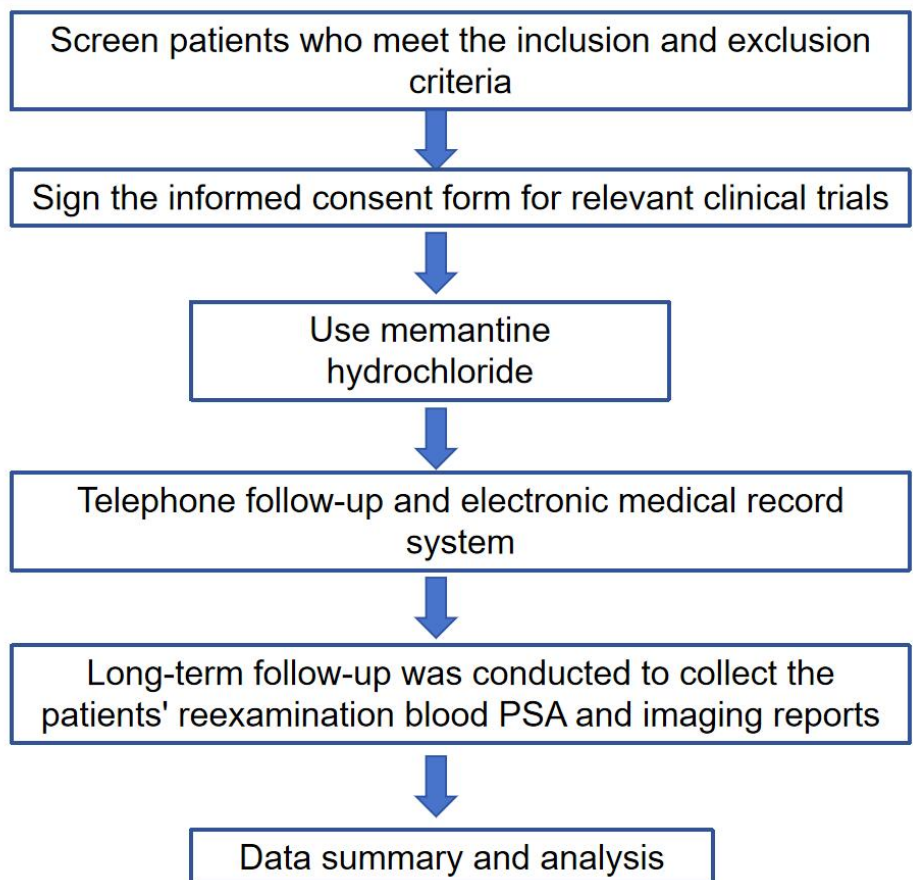 Screen patients who meet the inclusion and exclusion
criteria
Sign the informed consent form for relevant clinical trials
Use memantine
hydrochloride
Telephone follow-up and electronic medical record
system
Long-term follow-up was conducted to collect the
patients' reexamination blood PSA and imaging reports
Data summary and analysis